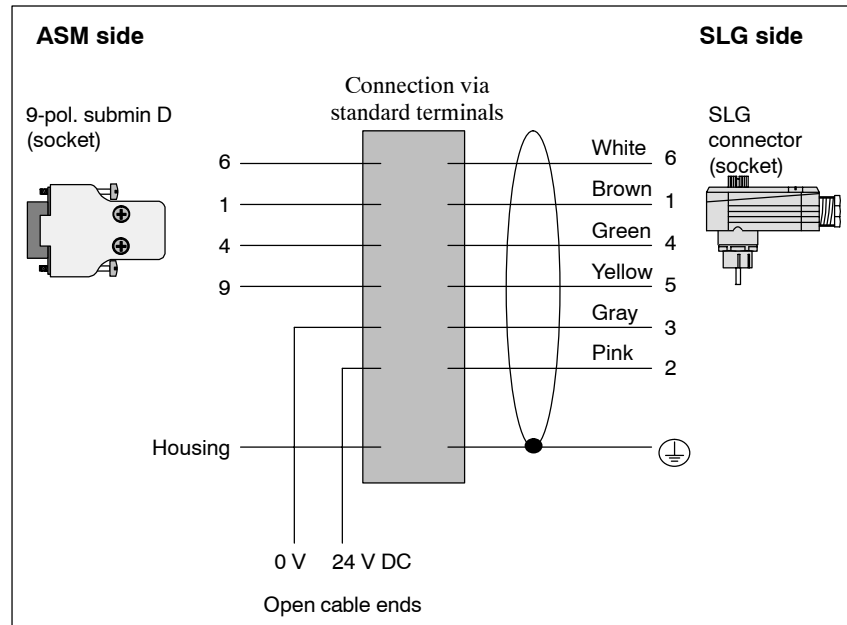 ASM side
SLG side
Connection via
standard terminals
9-pol. submin D
(socket)
SLG
connector
(socket)
6 White 6
1 Brown 1
4 Green 4
9 Yellow 5
Gray 3
Pink 2
Housing
0 V 24 V DC
Open cable ends